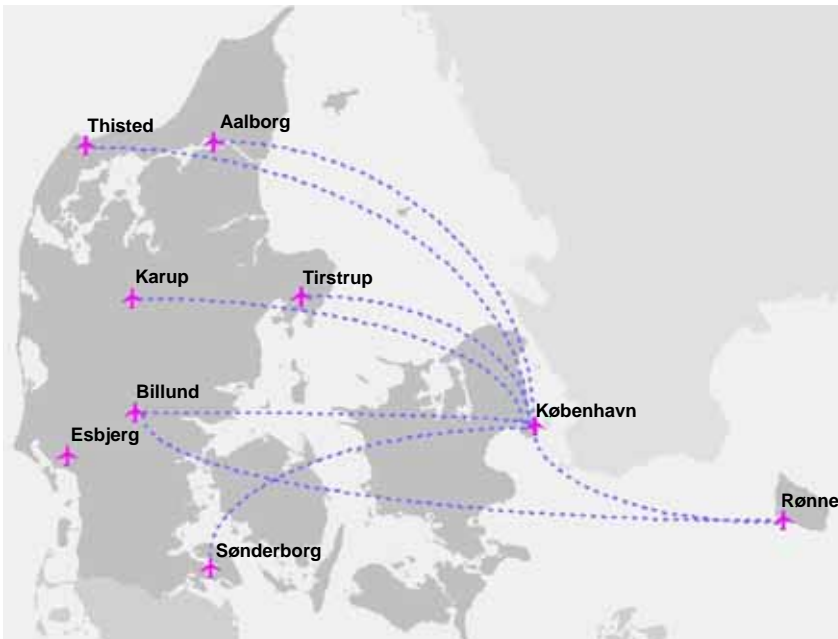 Thisted
Aalborg
Karup
Tirstrup
Billund
København
Esbjerg
Rønne
Sønderborg